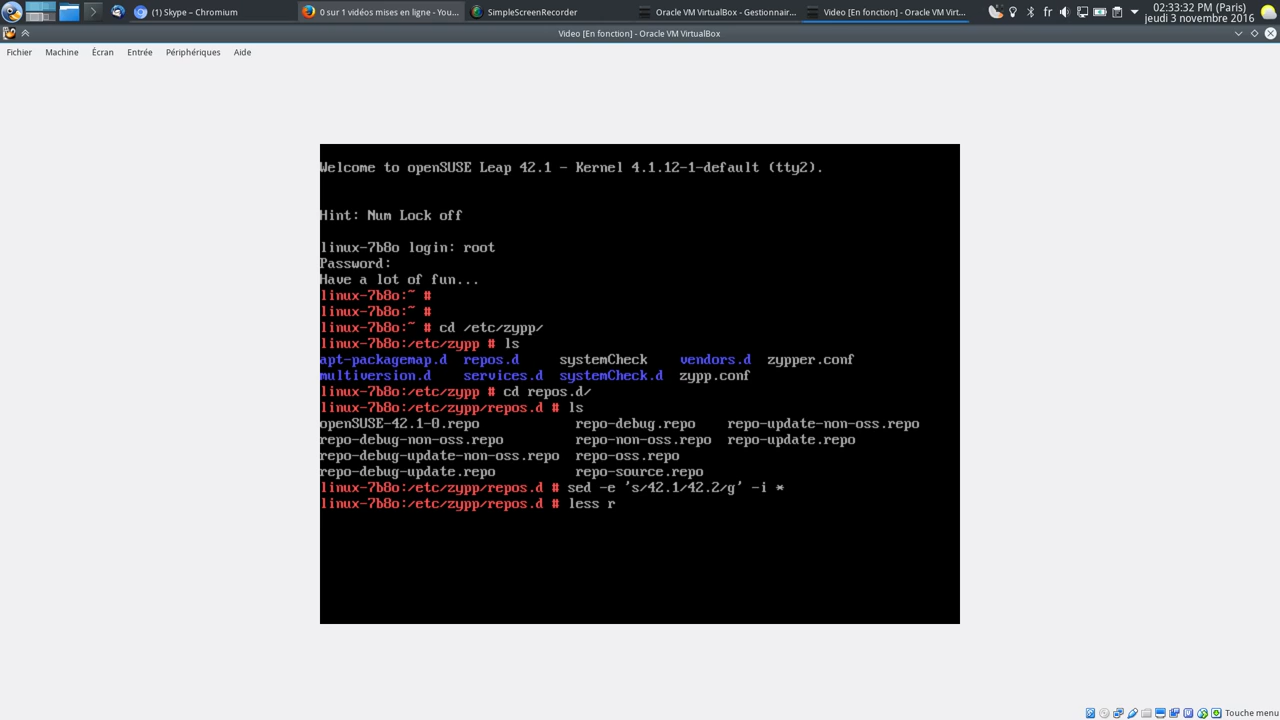 (1) Skype – Chromium
0 sur 1 vidéos mises en ligne - You...
SimpleScreenRecorder
Oracle VM VirtualBox - Gestionnair...
Video [En fonction] - Oracle VM Virt...
fr
02:33:32 PM (Paris)
jeudi 3 novembre 2016
Video [En fonction] - Oracle VM VirtualBox
Fichier Machine Écran Entrée Périphériques Aide
Welcome to openSUSE Leap 42.1 - Kernel 4.1.12-1-default (tty2).
Hint: Num Lock off
linux-7b8o login: root
Password:
Have a lot of fun...
linux-7b8o:~ #
linux-7b8o:~ #
linux-7b8o:~ # cd /etc/zypp/
linux-7b8o:/etc/zypp # ls
apt-packagemap.d repos.d systemCheck vendors.d zypper.conf
multiversion.d services.d systemCheck.d zypp.conf
linux-7b8o:/etc/zypp # cd repos.d/
linux-7b8o:/etc/zypp/repos.d # ls
openSUSE-42.1-0.repo repo-debug.repo repo-update-non-oss.repo
repo-debug-non-oss.repo repo-non-oss.repo repo-update.repo
repo-debug-update-non-oss.repo repo-oss.repo
repo-debug-update.repo repo-source.repo
linux-7b8o:/etc/zypp/repos.d # sed -e 's/42.1/42.2/g' -i *
linux-7b8o:/etc/zypp/repos.d # less r
Touche menu